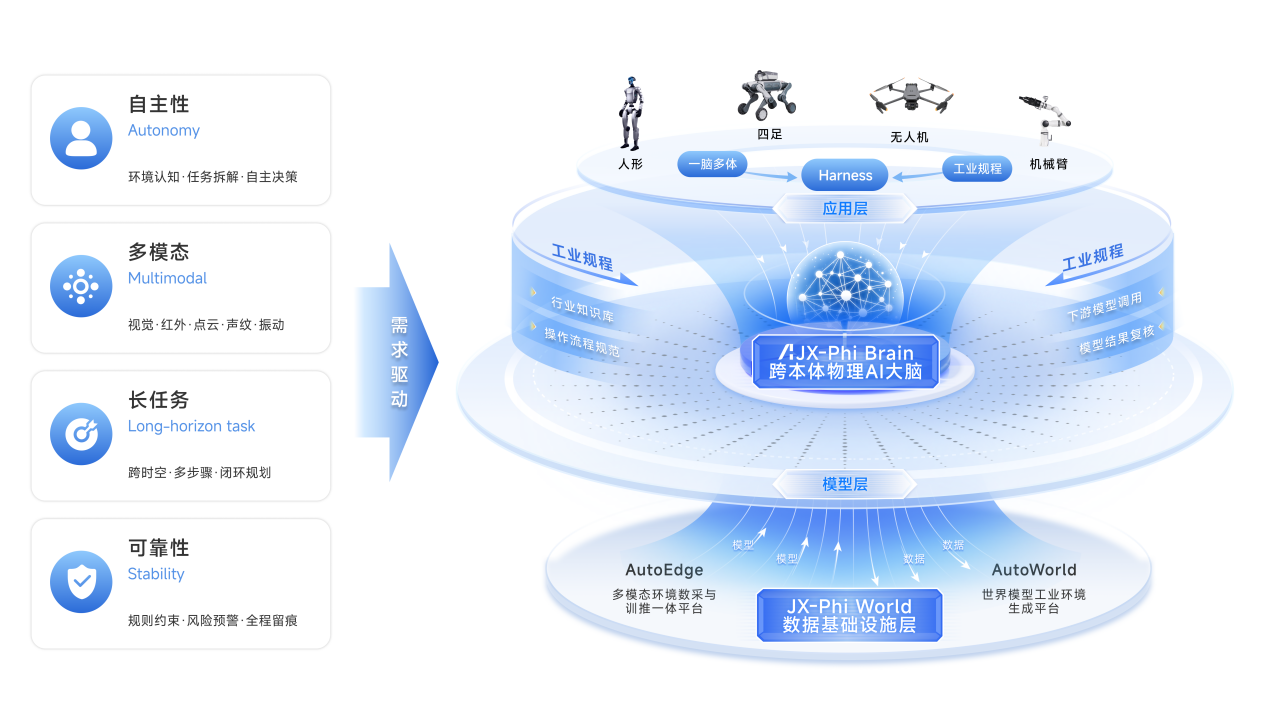 自主性
Autonomy
环境认知·任务拆解·自主决策
多模态
Multimodal
视觉·红外·点云·声纹·振动
长任务
Long-horizon task
跨时空·多步骤·闭环规划
可靠性
Stability
规则约束·风险预警·全程留痕
需求驱动
人形
四足
无人机
机械臂
一脑多体
Harness
工业规程
应用层
工业规程
行业知识库
操作流程规范
工业规程
下游模型调用
模型结果复核
JX-Phi Brain
跨本体物理AI大脑
模型层
模型
模型
数据
数据
AutoEdge
多模态环境数采与
训推一体平台
AutoWorld
世界模型工业环境
生成平台
JX-Phi World
数据基础设施层